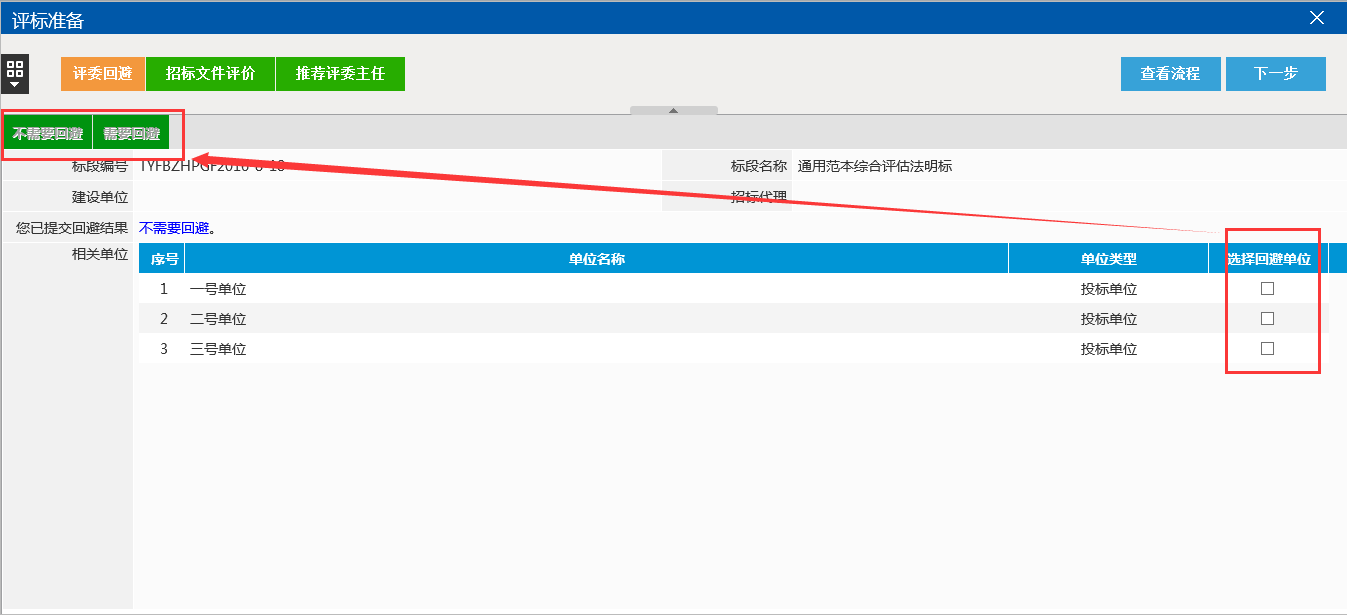 评标准备
评委回避 招标文件评价 推荐评委主任 查看流程 下一步
不需要回避 需要回避
标段编号 标段名称 通用范本综合评估法明标
建设单位 招标代理
您已提交回避结果 不需要回避。
相关单位 序号 单位名称 单位类型 选择回避单位
1 一号单位 投标单位
2 二号单位 投标单位
3 三号单位 投标单位